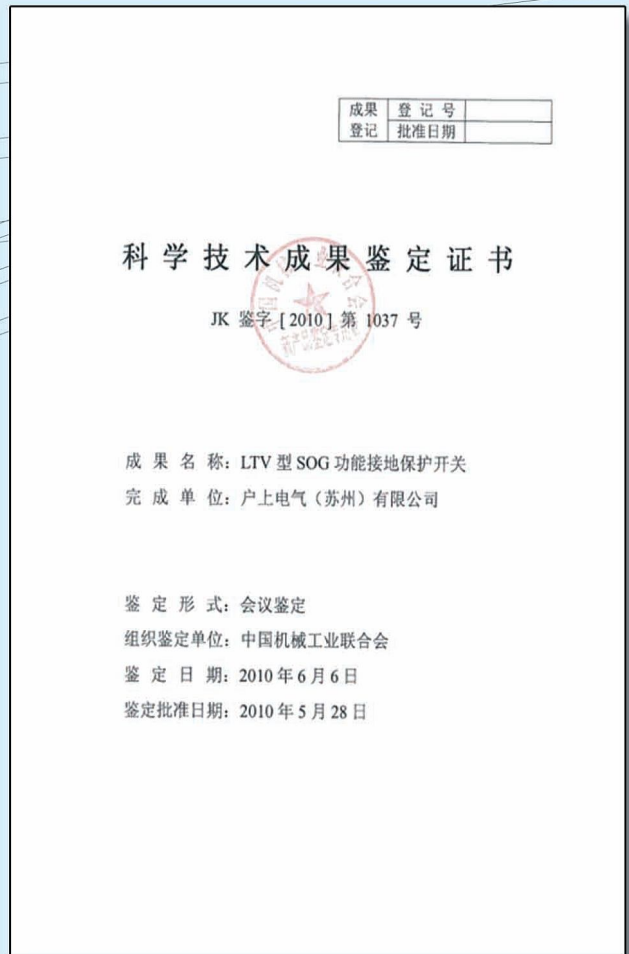 成果 登记号
登记 批准日期
科学技术成果鉴定证书
JK 鉴字 [2010] 第 1037 号
成果名称：LTV 型 SOG 功能接地保护开关
完成单位：户上电气（苏州）有限公司
鉴定形式：会议鉴定
组织鉴定单位：中国机械工业联合会
鉴定日期：2010 年 6 月 6 日
鉴定批准日期：2010 年 5 月 28 日